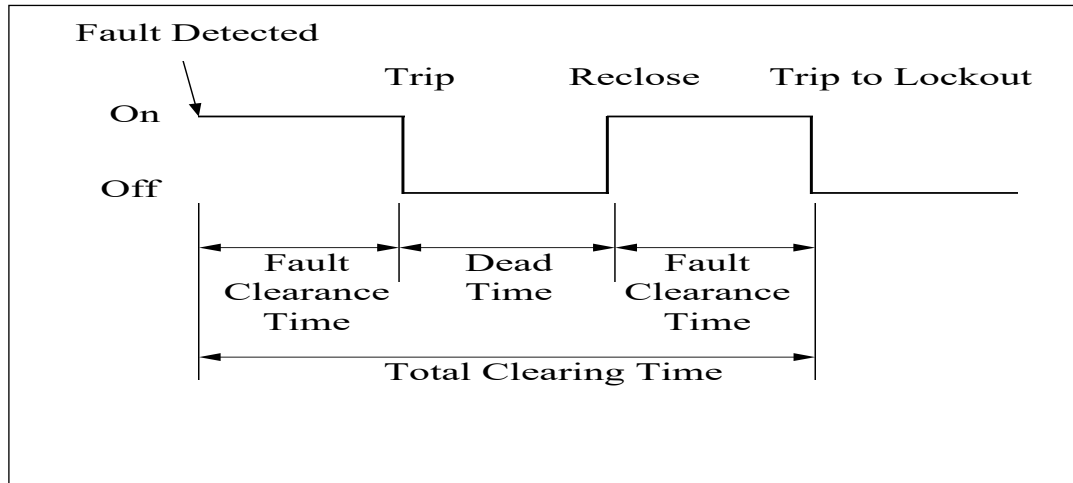 Fault Detected
Trip
Reclose
Trip to Lockout
On
Off
Fault
Clearance
Time
Dead
Time
Fault
Clearance
Time
Total Clearing Time